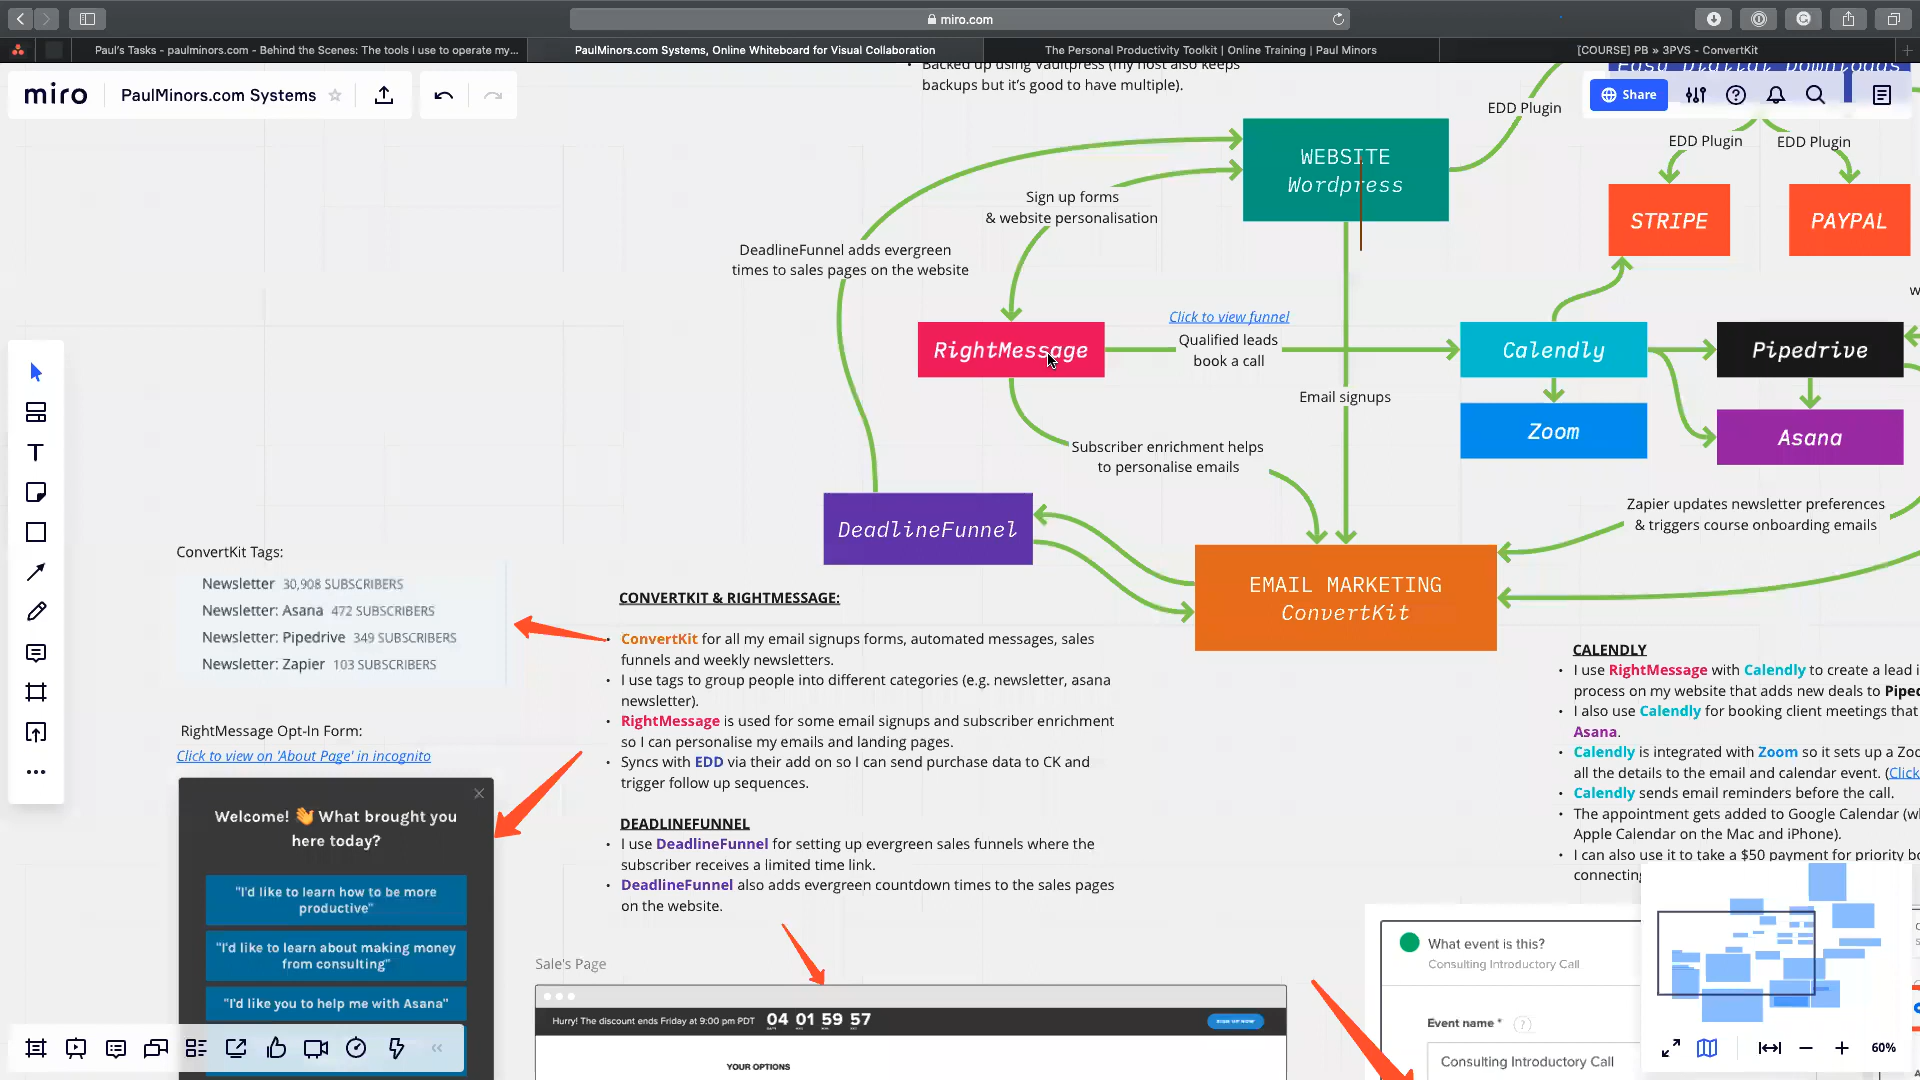 miro.com
Paul's Tasks - paulminors.com - Behind the Scenes: The tools I use to operate my...
PaulMinors.com Systems, Online Whiteboard for Visual Collaboration
The Personal Productivity Toolkit | Online Training | Paul Minors
[COURSE] PB » 3PVS - ConvertKit
miro
PaulMinors.com Systems
Share
Backed up using Vaultpress (my host also keeps
backups but it's good to have multiple).
Easy Digital Downloads
EDD Plugin
EDD Plugin
EDD Plugin
WEBSITE
Wordpress
STRIPE
PAYPAL
Sign up forms
& website personalisation
DeadlineFunnel adds evergreen
times to sales pages on the website
RightMessage
Click to view funnel
Qualified leads
book a call
Calendly
Pipedrive
Email signups
Zoom
Asana
Subscriber enrichment helps
to personalise emails
DeadlineFunnel
Zapier updates newsletter preferences
& triggers course onboarding emails
EMAIL MARKETING
ConvertKit
ConvertKit Tags:
Newsletter 30,908 SUBSCRIBERS
Newsletter: Asana 472 SUBSCRIBERS
Newsletter: Pipedrive 349 SUBSCRIBERS
Newsletter: Zapier 103 SUBSCRIBERS
RightMessage Opt-In Form:
Click to view on 'About Page' in incognito
Welcome! 👋 What brought you
here today?
"I'd like to learn how to be more
productive"
"I'd like to learn about making money
from consulting"
"I'd like you to help me with Asana"
CONVERTKIT & RIGHTMESSAGE:
• ConvertKit for all my email signups forms, automated messages, sales
funnels and weekly newsletters.
• I use tags to group people into different categories (e.g. newsletter, asana
newsletter).
• RightMessage is used for some email signups and subscriber enrichment
so I can personalise my emails and landing pages.
• Syncs with EDD via their add on so I can send purchase data to CK and
trigger follow up sequences.
DEADLINEFUNNEL
• I use DeadlineFunnel for setting up evergreen sales funnels where the
subscriber receives a limited time link.
• DeadlineFunnel also adds evergreen countdown times to the sales pages
on the website.
Sale's Page
Hurry! The discount ends Friday at 9:00 pm PDT 04 01 59 57
SIGN UP NOW
YOUR OPTIONS
CALENDLY
• I use RightMessage with Calendly to create a lead i
process on my website that adds new deals to Piped
• I also use Calendly for booking client meetings that
Asana.
• Calendly is integrated with Zoom so it sets up a Zoo
all the details to the email and calendar event. (Click
• Calendly sends email reminders before the call.
• The appointment gets added to Google Calendar (wh
Apple Calendar on the Mac and iPhone).
• I can also use it to take a $50 payment for priority bo
connecting
What event is this?
Consulting Introductory Call
Event name *
Consulting Introductory Call
60%